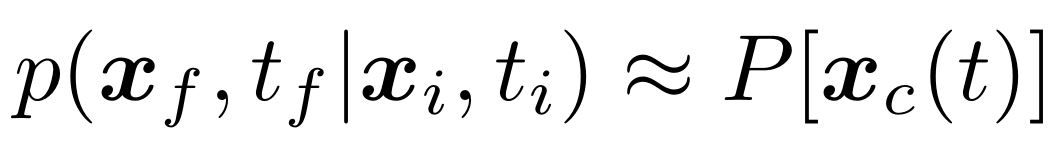 p(𝒙_f, t_f|𝒙_i, t_i) ≈ P[𝒙_c(t)]